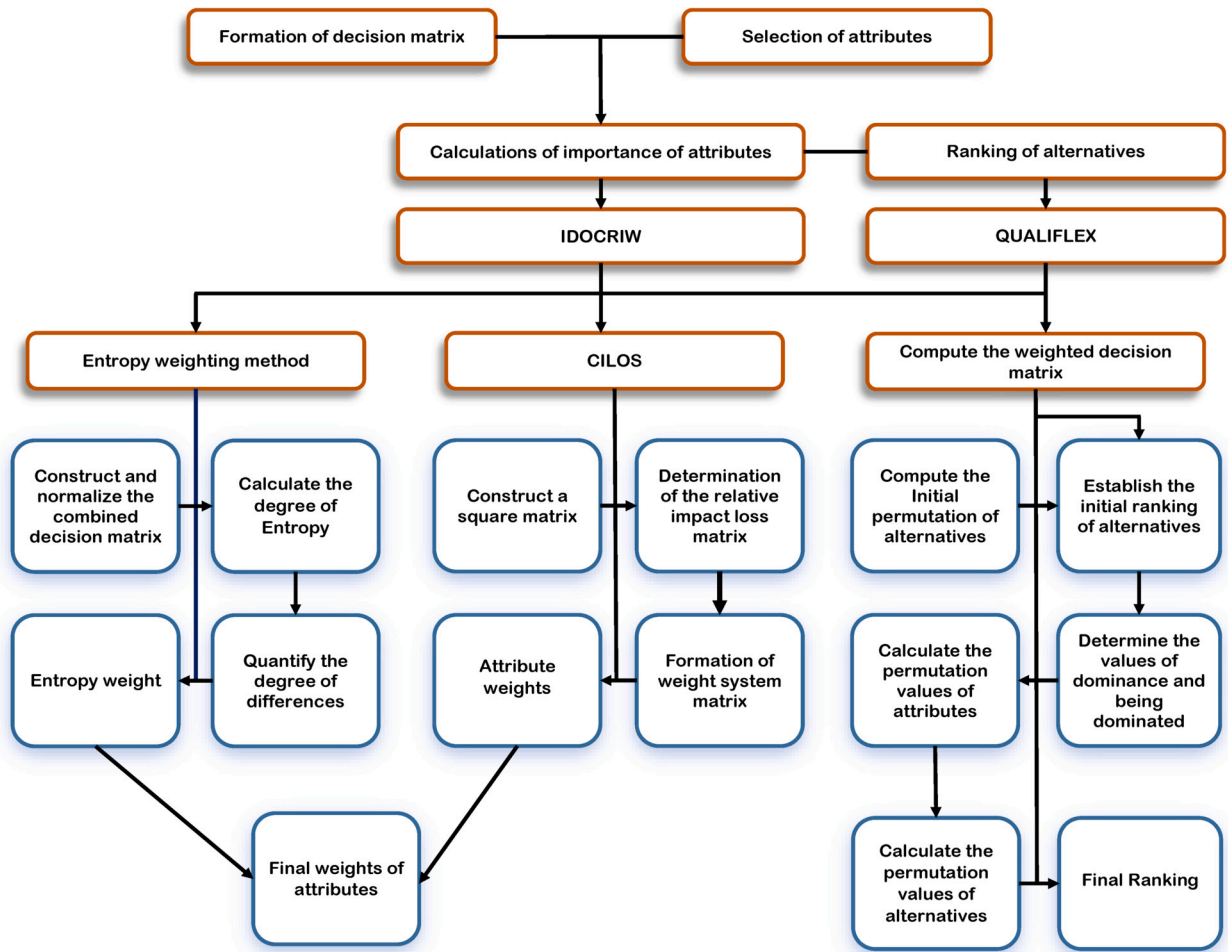 Formation of decision matrix
Selection of attributes
Calculations of importance of attributes
Ranking of alternatives
IDOCRIW
QUALIFLEX
Entropy weighting method
CILOS
Compute the weighted decision
matrix
Construct and
normalize the
combined
decision matrix
Calculate the
degree of
Entropy
Construct a
square matrix
Determination
of the relative
impact loss
matrix
Compute the
Initial
permutation of
alternatives
Establish the
initial ranking
of alternatives
Entropy weight
Quantify the
degree of
differences
Attribute
weights
Formation of
weight system
matrix
Calculate the
permutation
values of
attributes
Determine the
values of
dominance and
being
dominated
Final weights of
attributes
Calculate the
permutation
values of
alternatives
Final Ranking